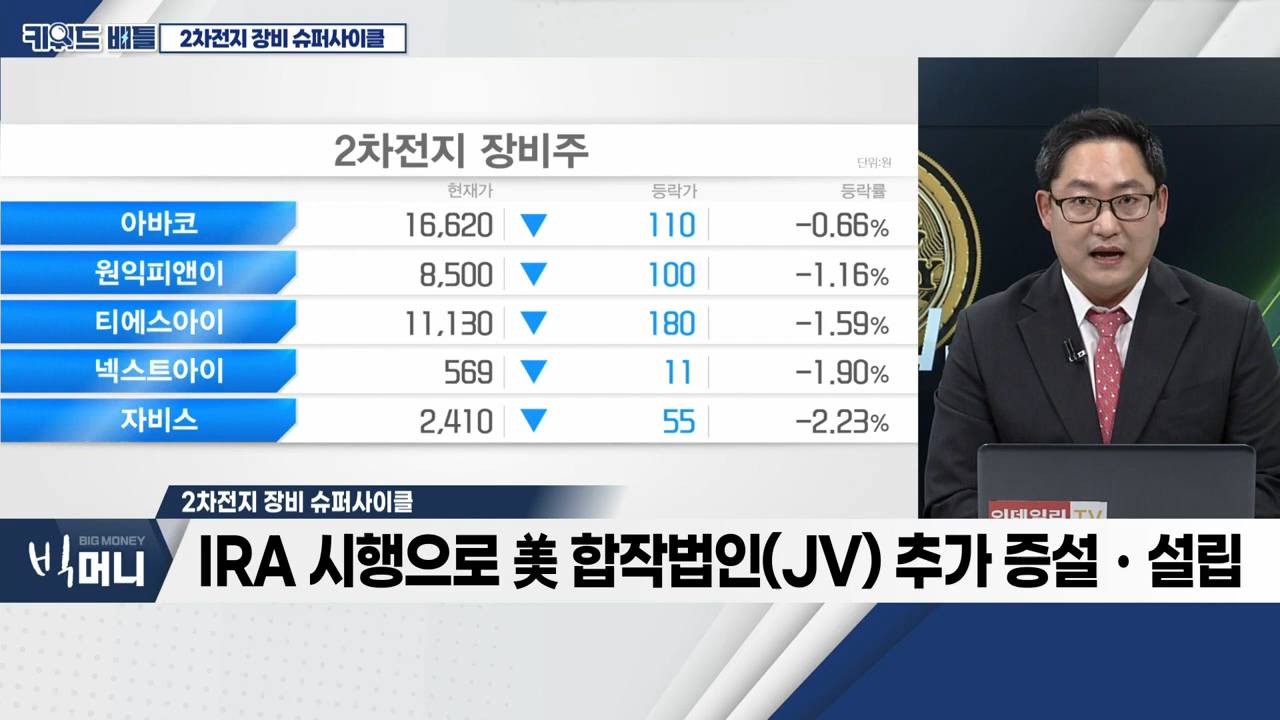 키워드 배틀
2차전지 장비 슈퍼사이클
2차전지 장비주
단위:원
현재가 등락가 등락률
아바코 16,620 ▼ 110 -0.66%
원익피앤이 8,500 ▼ 100 -1.16%
티에스아이 11,130 ▼ 180 -1.59%
넥스트아이 569 ▼ 11 -1.90%
자비스 2,410 ▼ 55 -2.23%
이데일리 TV
2차전지 장비 슈퍼사이클
BIG MONEY
빅머니
IRA 시행으로 美 합작법인(JV) 추가 증설·설립